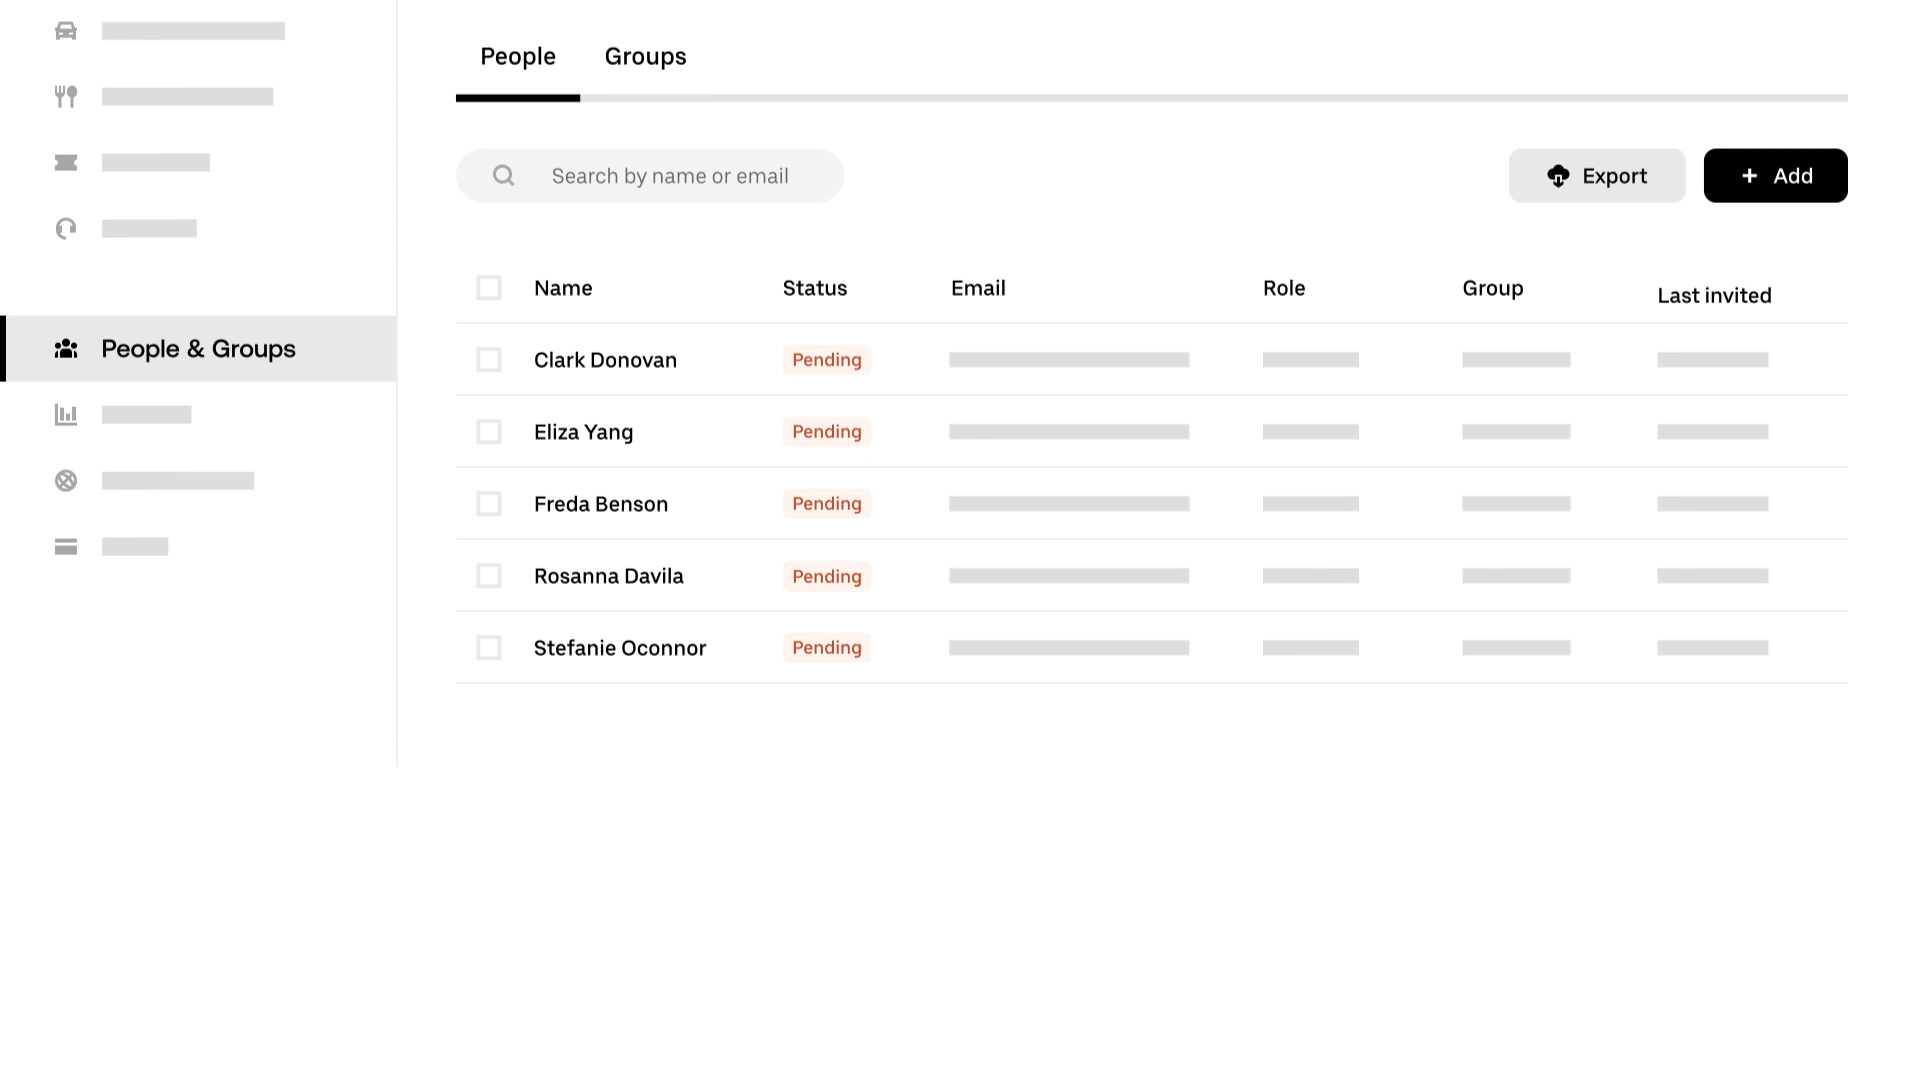 People Groups
Search by name or email
Export
+ Add
Name Status Email Role Group Last invited
People & Groups
Clark Donovan Pending
Eliza Yang Pending
Freda Benson Pending
Rosanna Davila Pending
Stefanie Oconnor Pending